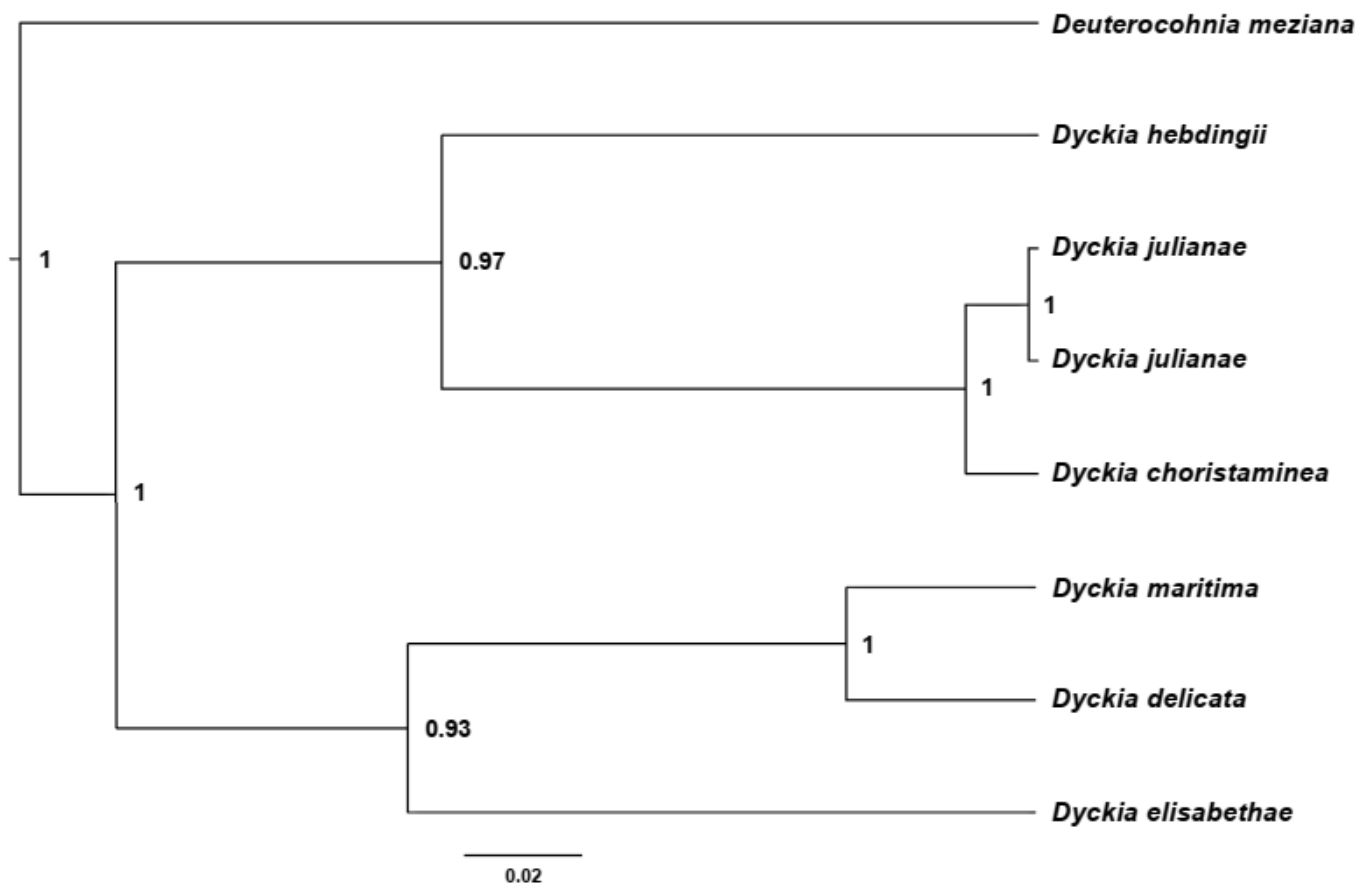 Deuterocohnia meziana
Dyckia hebdingii
Dyckia julianae
1
0.97
1
Dyckia julianae
1
Dyckia choristaminea
1
Dyckia maritima
1
Dyckia delicata
0.93
Dyckia elisabethae
0.02